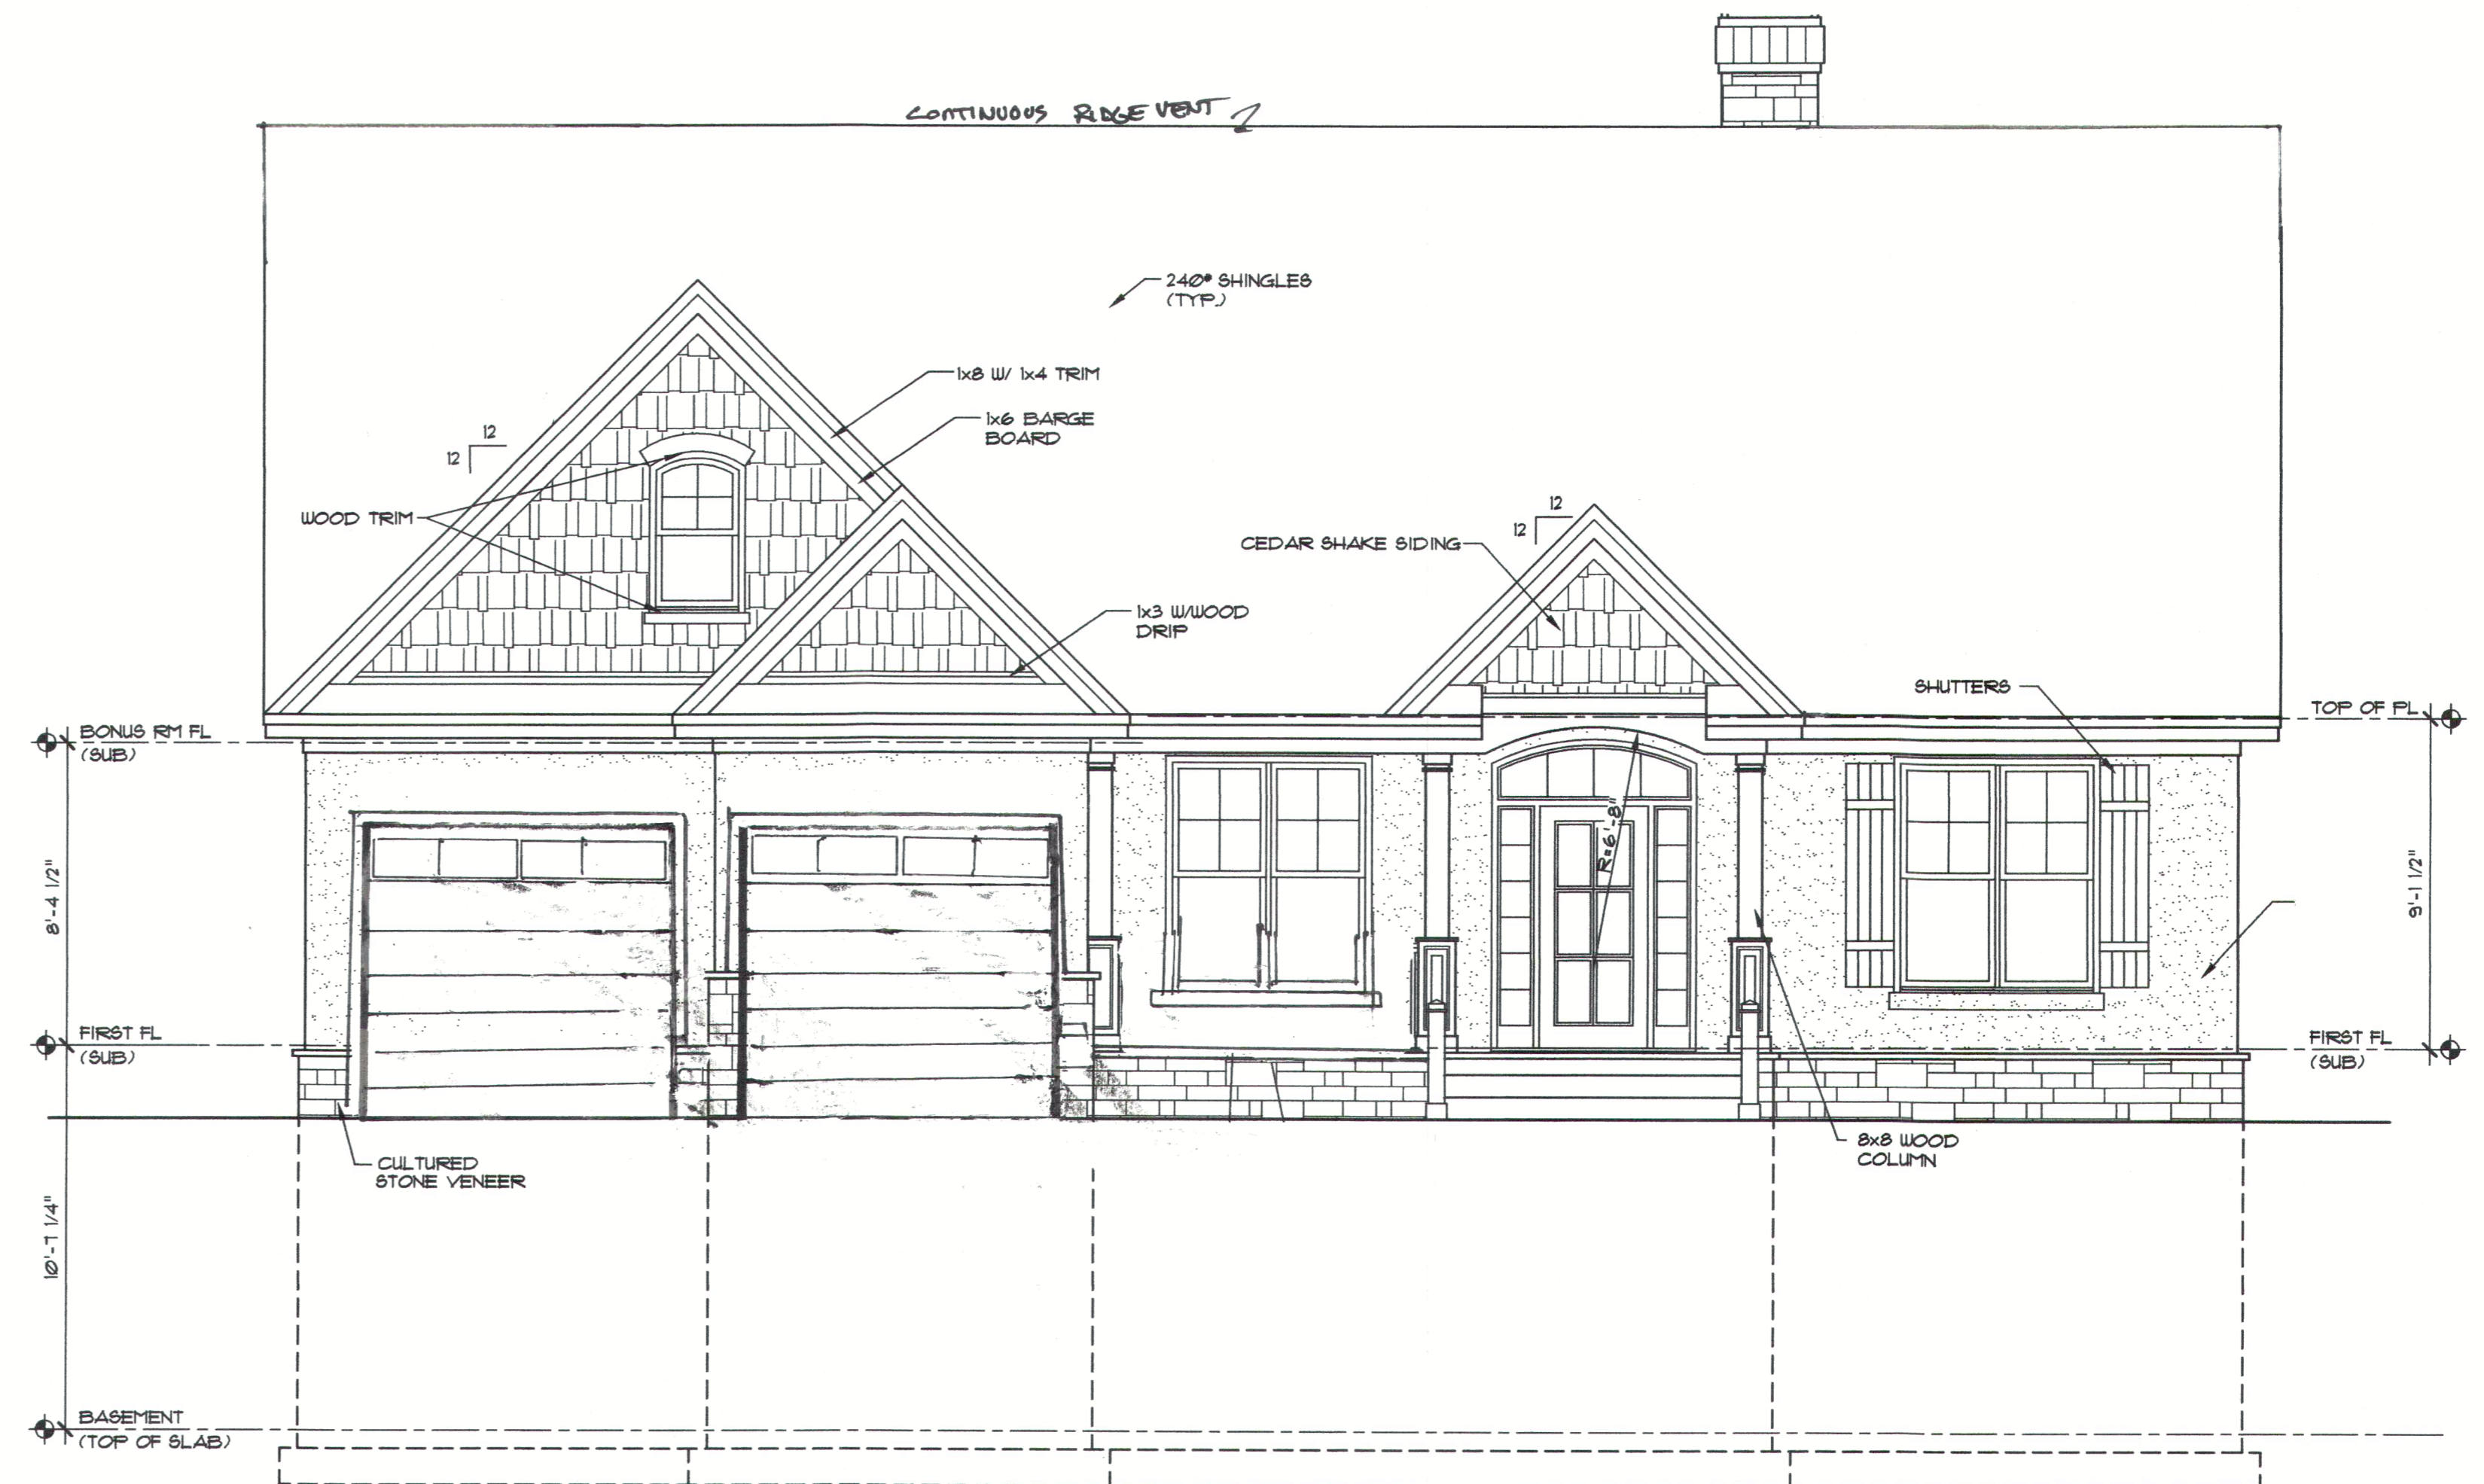 CONTINUOUS RIDGE VENT
240# SHINGLES
(TYP.)
1x8 W/ 1x4 TRIM
1x6 BARGE
BOARD
12
12
WOOD TRIM
12
12
CEDAR SHAKE SIDING
1x3 W/WOOD
DRIP
SHUTTERS
BONUS RM FL
(SUB)
TOP OF PL
8'-4 1/2"
R=6'-8"
9'-1 1/2"
FIRST FL
(SUB)
FIRST FL
(SUB)
CULTURED
STONE VENEER
8x8 WOOD
COLUMN
10'-7 1/4"
BASEMENT
(TOP OF SLAB)